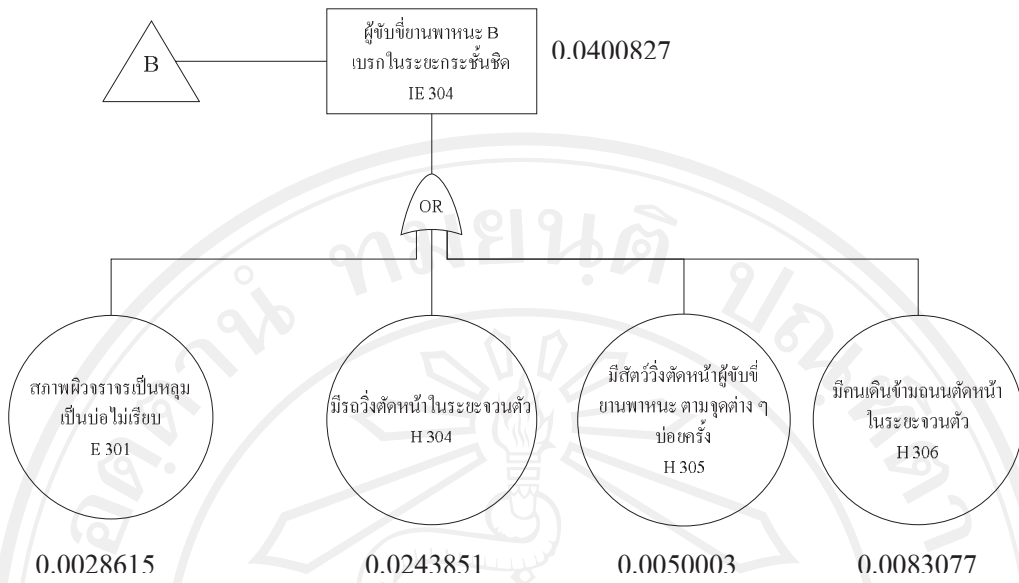 B
ผู้ขับขี่ยานพาหนะ B
เบรกในระยะกระชั้นชิด
IE 304
0.0400827
OR
สภาพผิวจราจรเป็นหลุม
เป็นบ่อไม่เรียบ
E 301
0.0028615
มีรถวิ่งตัดหน้าในระยะจวนตัว
H 304
0.0243851
มีสัตว์วิ่งตัดหน้าผู้ขับขี่
ยานพาหนะ ตามจุดต่าง ๆ
บ่อยครั้ง
H 305
0.0050003
มีคนเดินข้ามถนนตัดหน้า
ในระยะจวนตัว
H 306
0.0083077